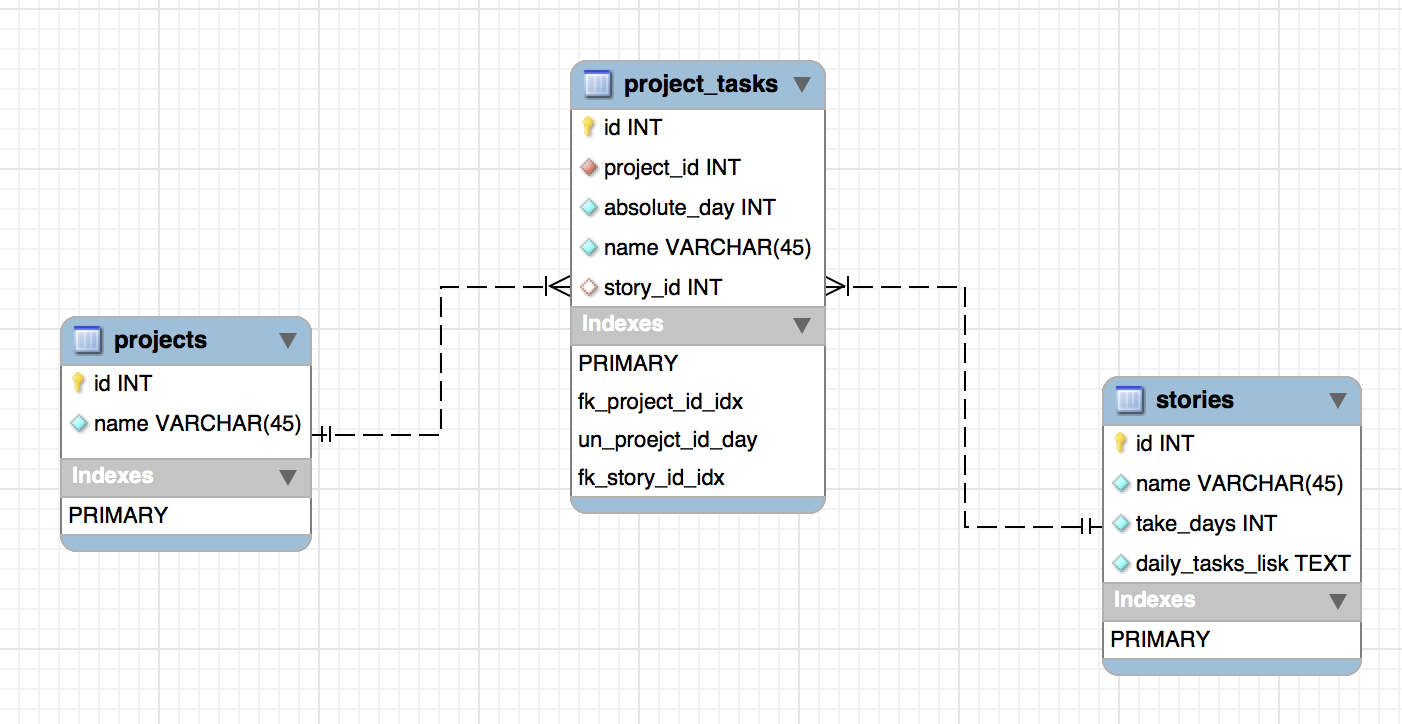 project_tasks
id INT
project_id INT
absolute_day INT
name VARCHAR(45)
story_id INT
Indexes
PRIMARY
fk_project_id_idx
un_proejct_id_day
fk_story_id_idx
projects
id INT
name VARCHAR(45)
Indexes
PRIMARY
stories
id INT
name VARCHAR(45)
take_days INT
daily_tasks_lisk TEXT
Indexes
PRIMARY